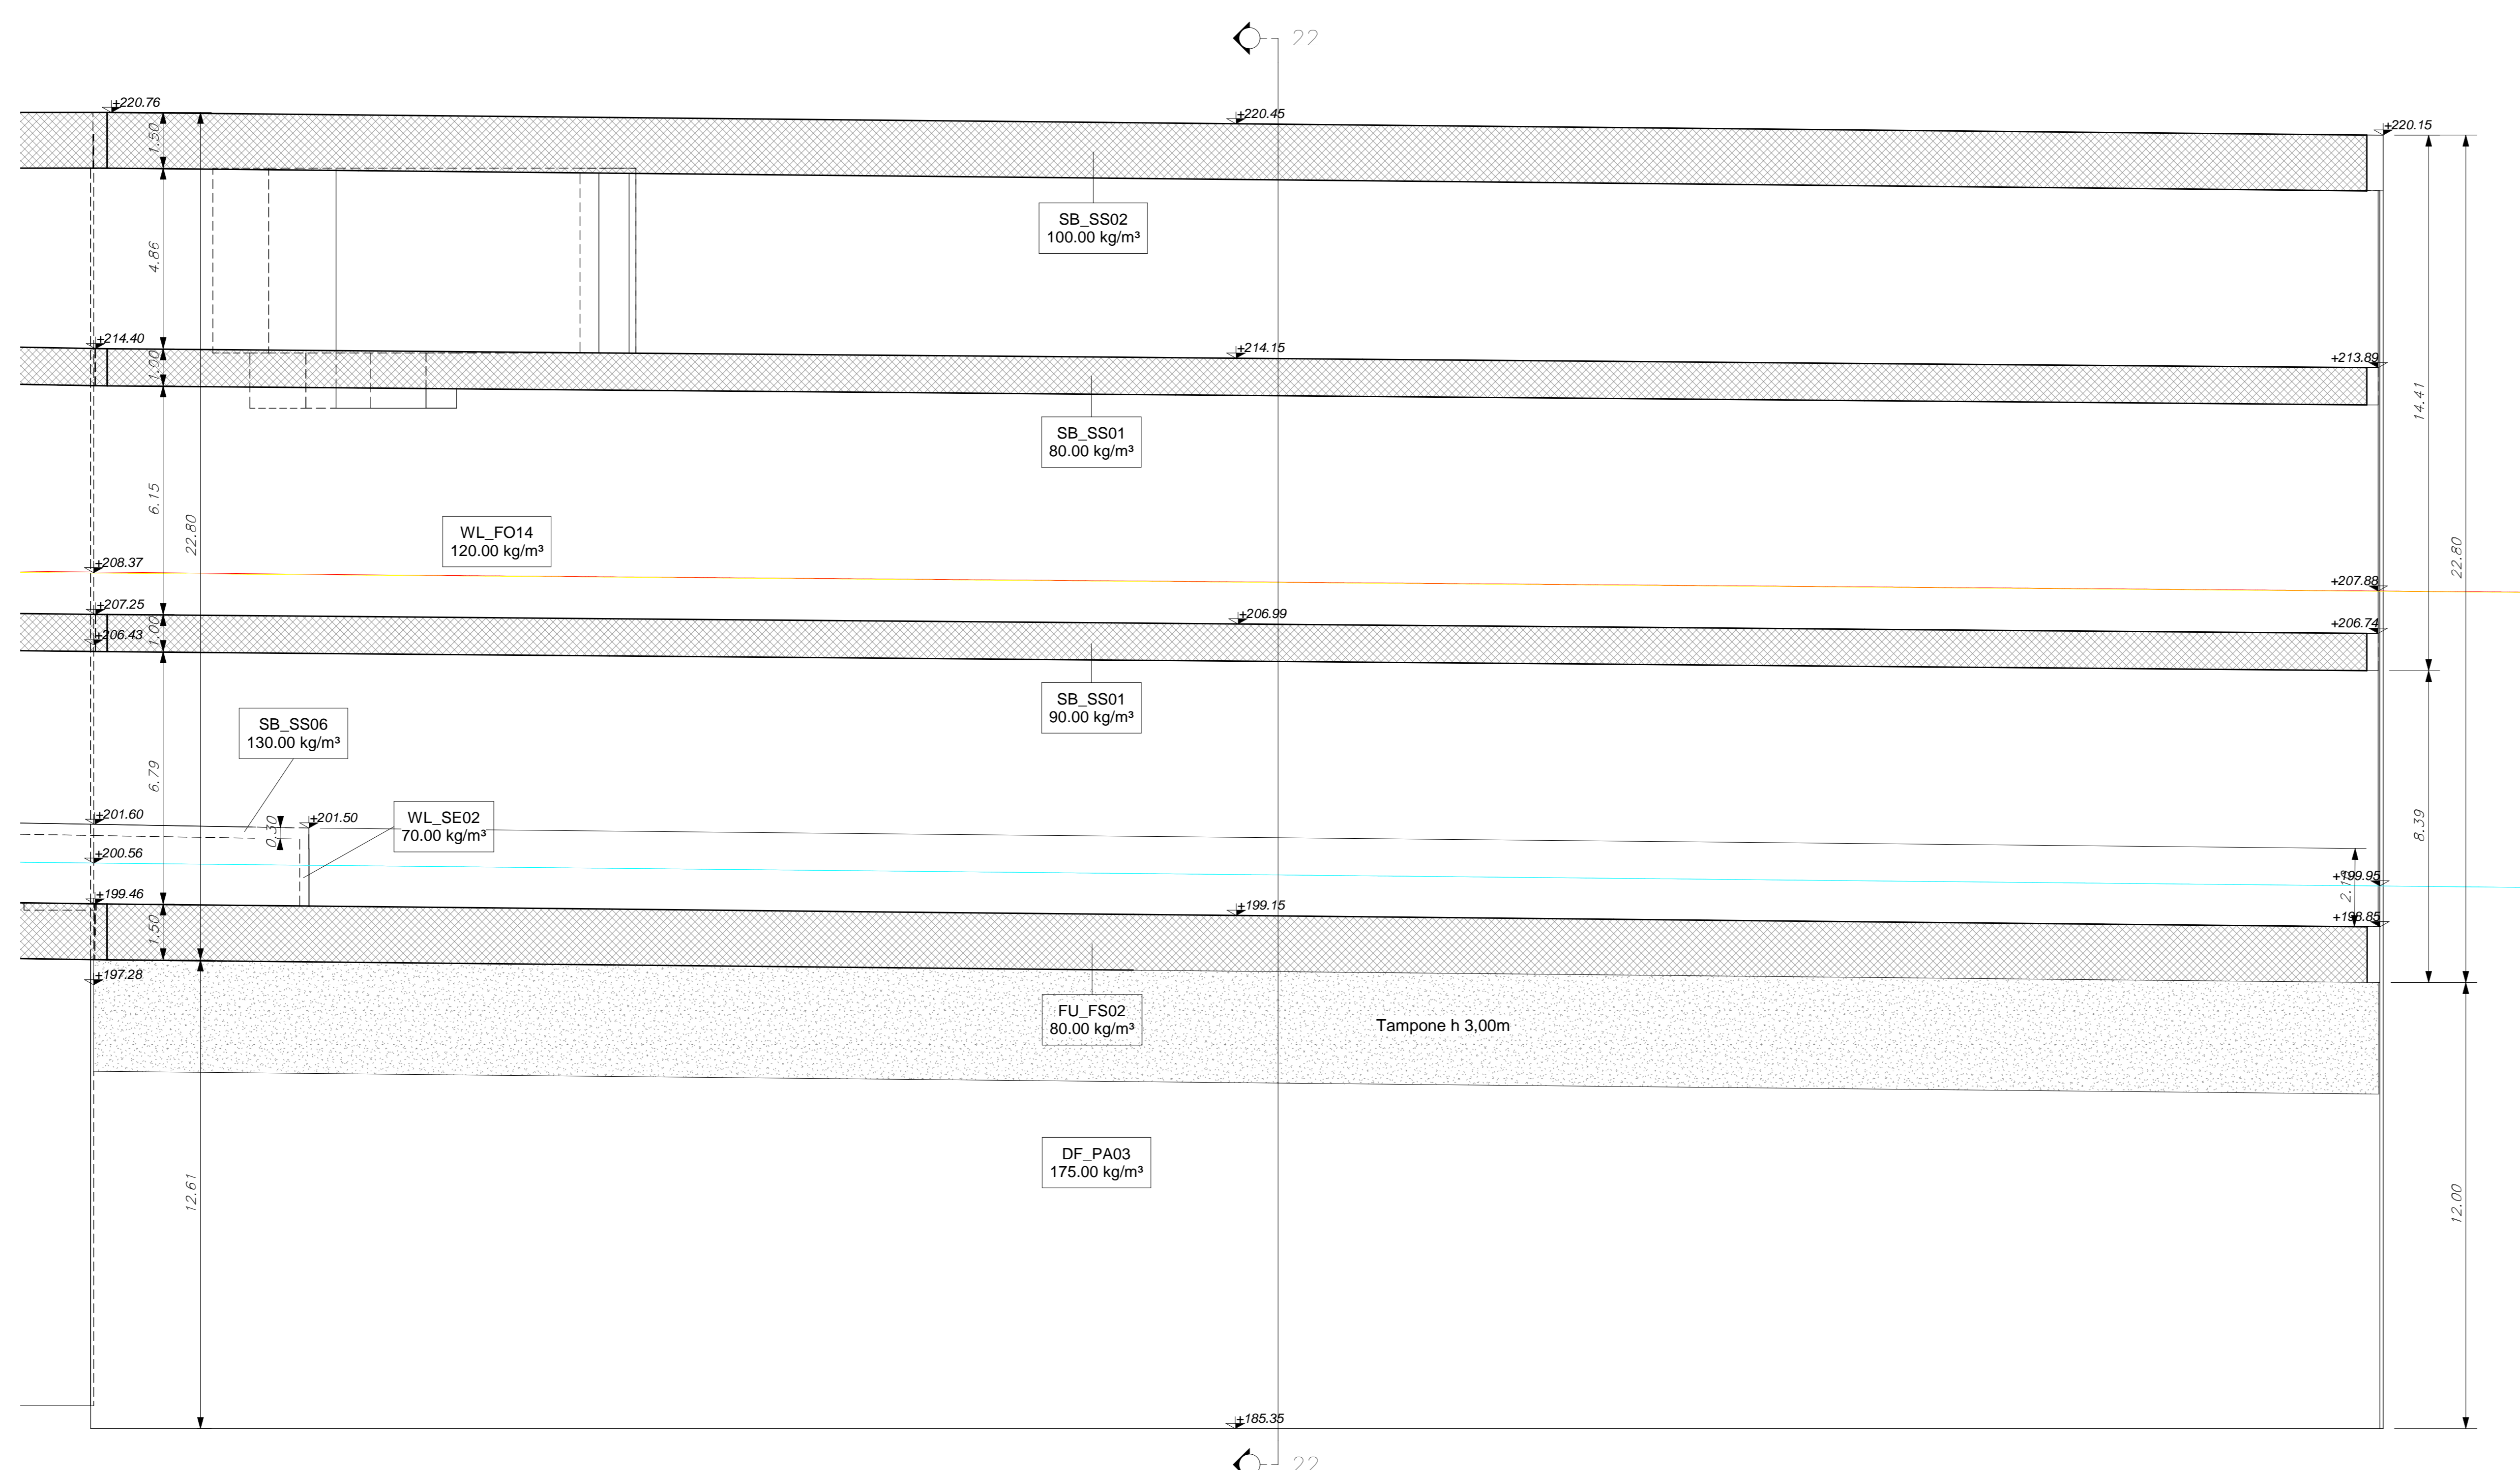 22
+220.76
+220.45
+220.15
1.50
SB_SS02
100.00 kg/m³
4.86
+214.40
+214.15
+213.89
1.00
14.41
SB_SS01
80.00 kg/m³
6.15
22.80
22.80
WL_FO14
120.00 kg/m³
+208.37
+207.88
+207.25
+206.99
+206.74
1.00
+206.43
SB_SS01
90.00 kg/m³
SB_SS06
130.00 kg/m³
6.79
8.39
+201.60
0.30
+201.50
WL_SE02
70.00 kg/m³
+200.56
+199.95
+199.46
+199.15
+198.85
1.50
+197.28
FU_FS02
80.00 kg/m³
Tampone h 3,00m
DF_PA03
175.00 kg/m³
12.61
12.00
+185.35
22